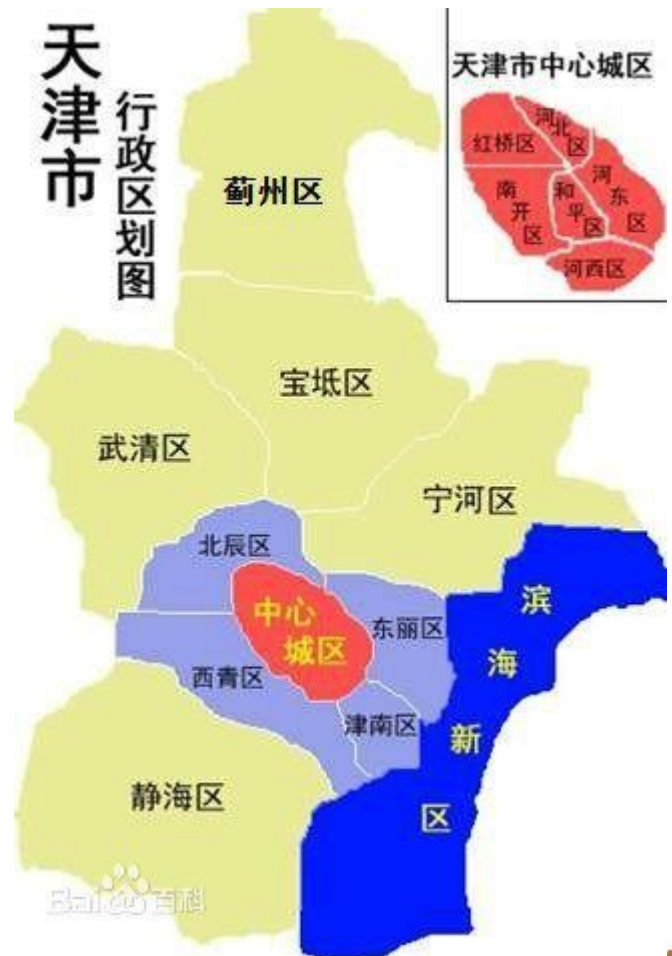 天津市
行政区划图
天津市中心城区
河北区
红桥区
河东区
南开区
和平区
河西区
蓟州区
宝坻区
武清区
宁河区
北辰区
滨海新区
中心城区
东丽区
西青区
津南区
静海区
Bai百科